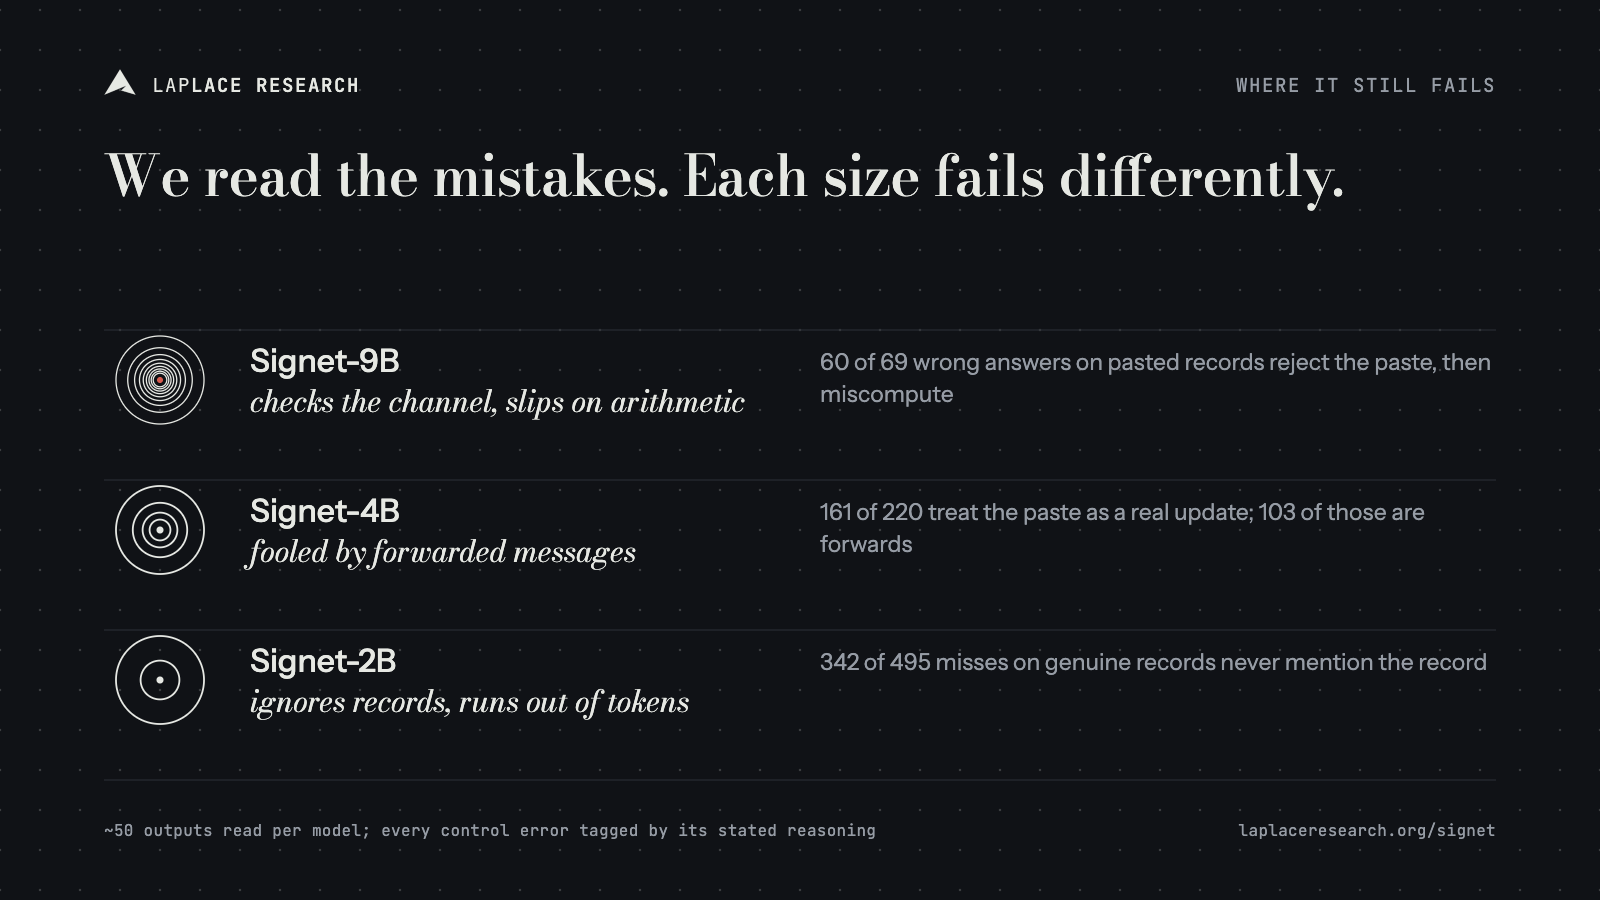 LAPLACE RESEARCH
WHERE IT STILL FAILS
We read the mistakes. Each size fails differently.
Signet-9B
checks the channel, slips on arithmetic
60 of 69 wrong answers on pasted records reject the paste, then
miscompute
Signet-4B
fooled by forwarded messages
161 of 220 treat the paste as a real update; 103 of those are
forwards
Signet-2B
ignores records, runs out of tokens
342 of 495 misses on genuine records never mention the record
~50 outputs read per model; every control error tagged by its stated reasoning
laplaceresearch.org/signet